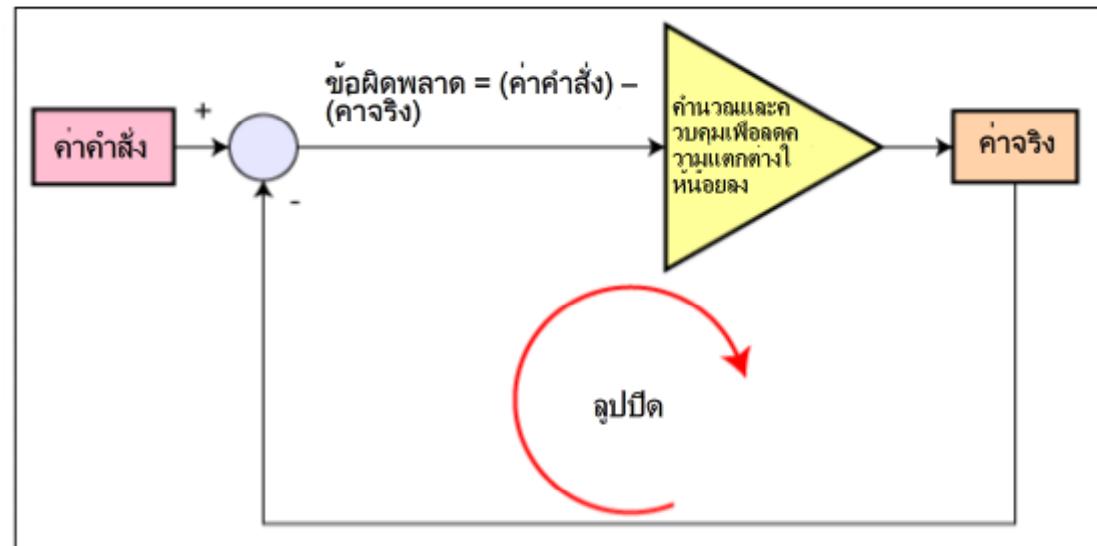 ข้อผิดพลาด = (ค่าคำสั่ง) –
(คาจริง)
+
ค่าคำสั่ง
-
คำนวณและค
วบคุมเพื่อลดค
วามแตกต่างใ
ห้น้อยลง
ค่าจริง
ลูปปิด